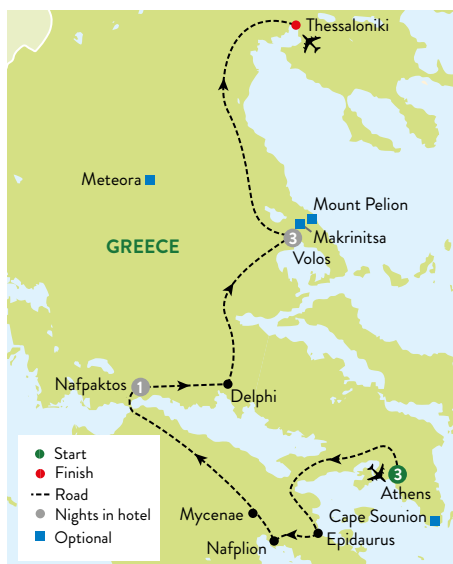 Thessaloniki
Meteora
Mount Pelion
Makrinitsa
3
Volos
GREECE
Nafpaktos
1
Delphi
3
Athens
Cape Sounion
Mycenae
Epidaurus
Nafplion
Start
Finish
Road
Nights in hotel
Optional